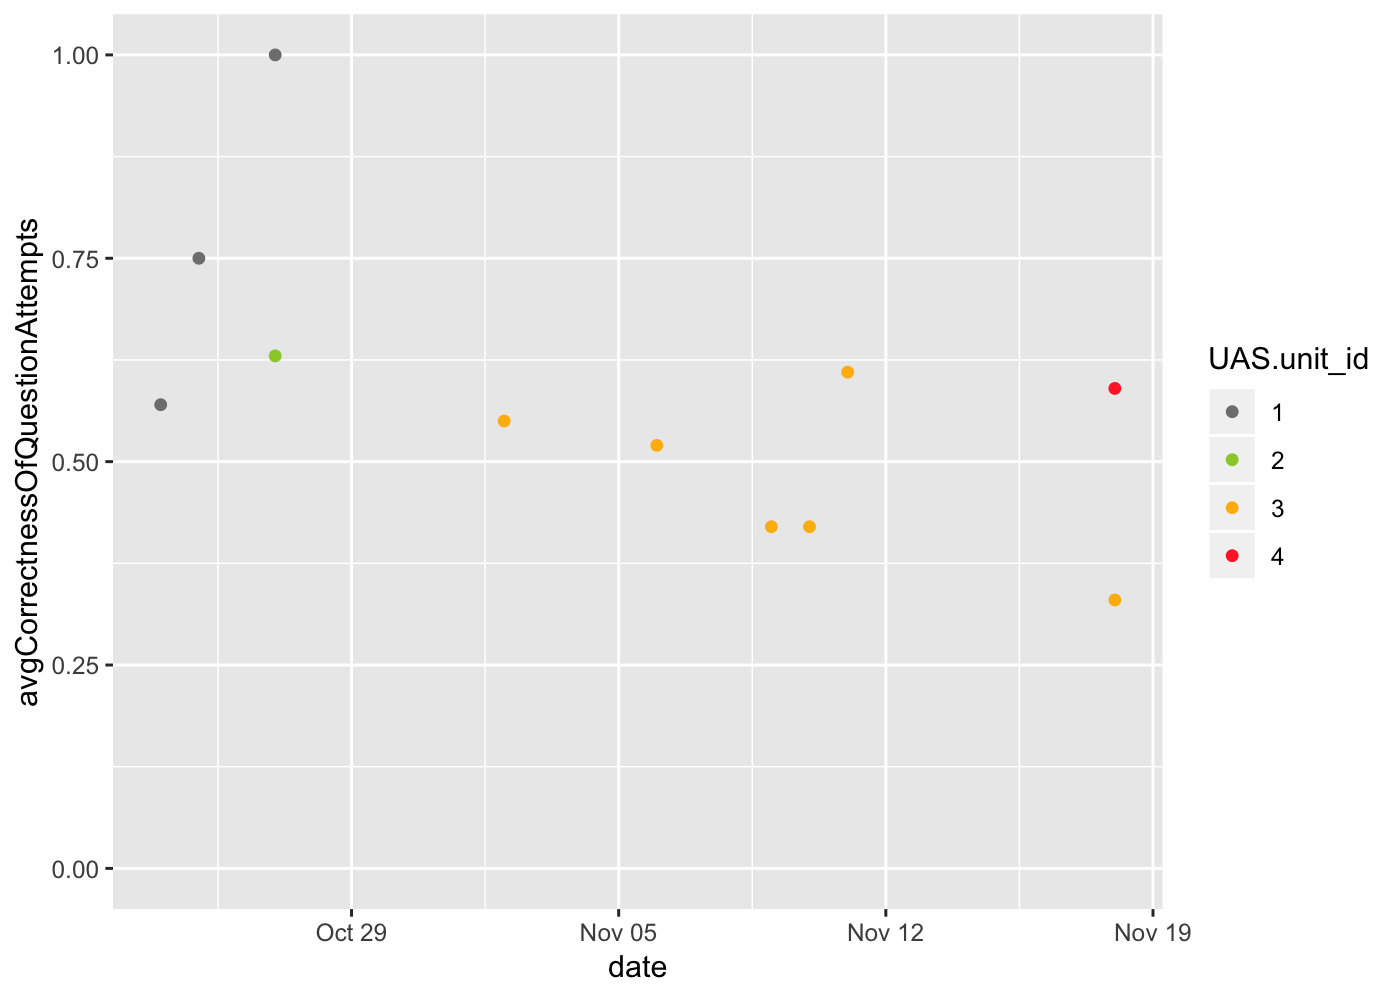 avgCorrectnessOfQuestionAttempts
1.00
0.75
0.50
0.25
0.00
Oct 29
Nov 05
Nov 12
Nov 19
date
UAS.unit_id
1
2
3
4